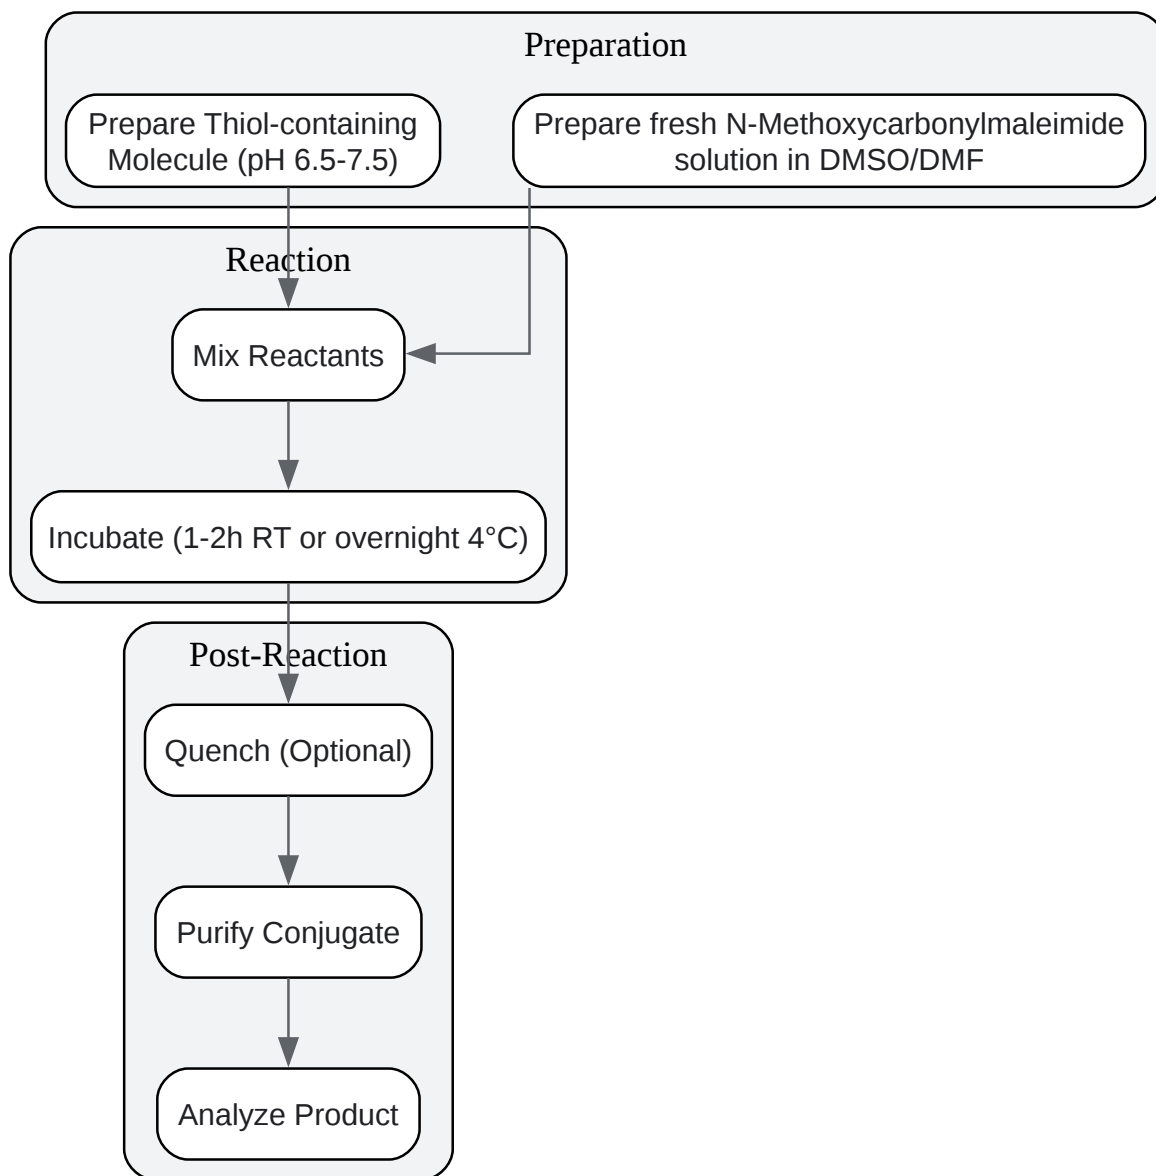 Preparation
Prepare Thiol-containing
Molecule (pH 6.5-7.5)
Prepare fresh N-Methoxycarbonylmaleimide
solution in DMSO/DMF
Reaction
Mix Reactants
Incubate (1-2h RT or overnight 4°C)
Post-Reaction
Quench (Optional)
Purify Conjugate
Analyze Product